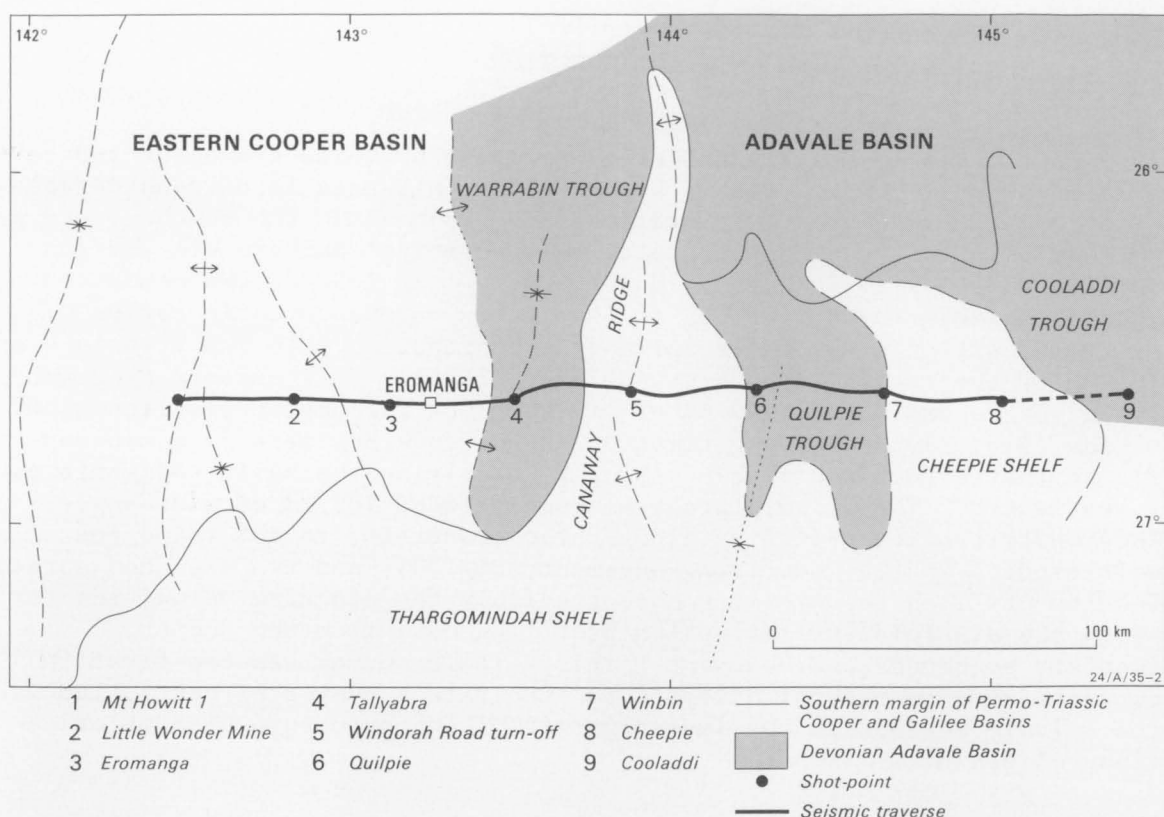 142°
143°
144°
145°
EASTERN COOPER BASIN
ADAVALE BASIN
26°
WARRABIN TROUGH
COOLADDI
TROUGH
RIDGE
EROMANGA
1
2
3
4
5
6
7
8
9
QUILPIE
TROUGH
CANAWAY
CHEEPIE SHELF
27°
THARGOMINDAH SHELF
0
100 km
24/A/35-2
1 Mt Howitt 1
2 Little Wonder Mine
3 Eromanga
4 Tallyabra
5 Windorah Road turn-off
6 Quilpie
7 Winbin
8 Cheepie
9 Cooladdi
Southern margin of Permo-Triassic
Cooper and Galilee Basins
Devonian Adavale Basin
Shot-point
Seismic traverse